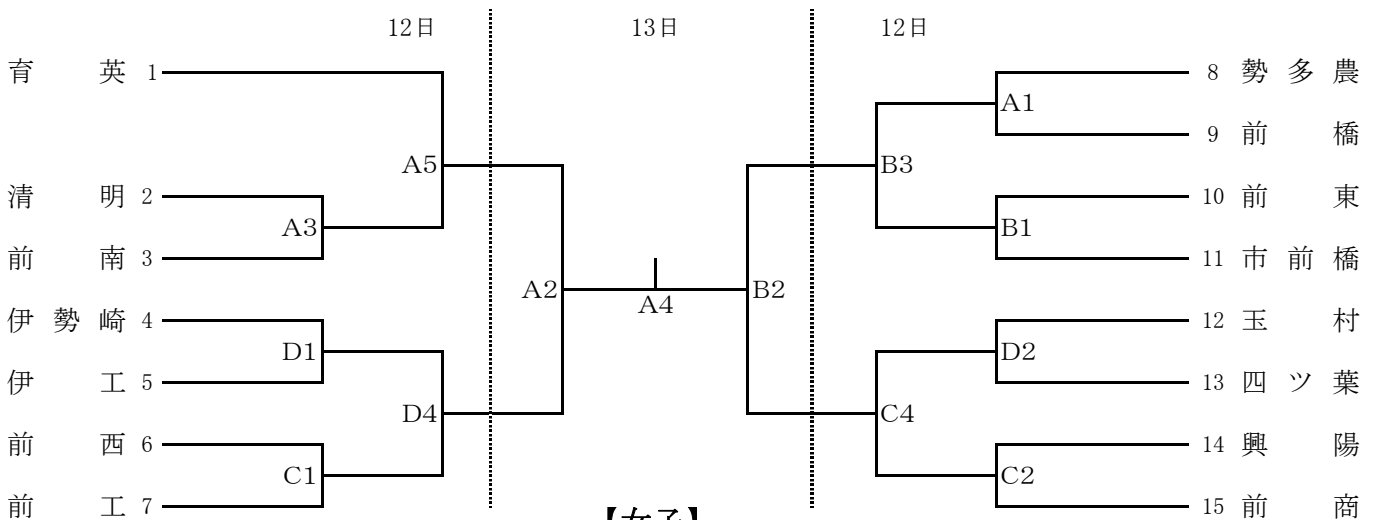 12日 13日 12日
育英 1 8 勢多農
A1
9 前橋
A5 B3
清明 2 10 前東
A3 B1
前南 3 11 市前橋
A2 B2
A4
伊勢崎 4 12 玉村
D1 D2
伊工 5 13 四ツ葉
D4 C4
前西 6 14 興陽
C1 C2
前工 7 15 前商
【女子】